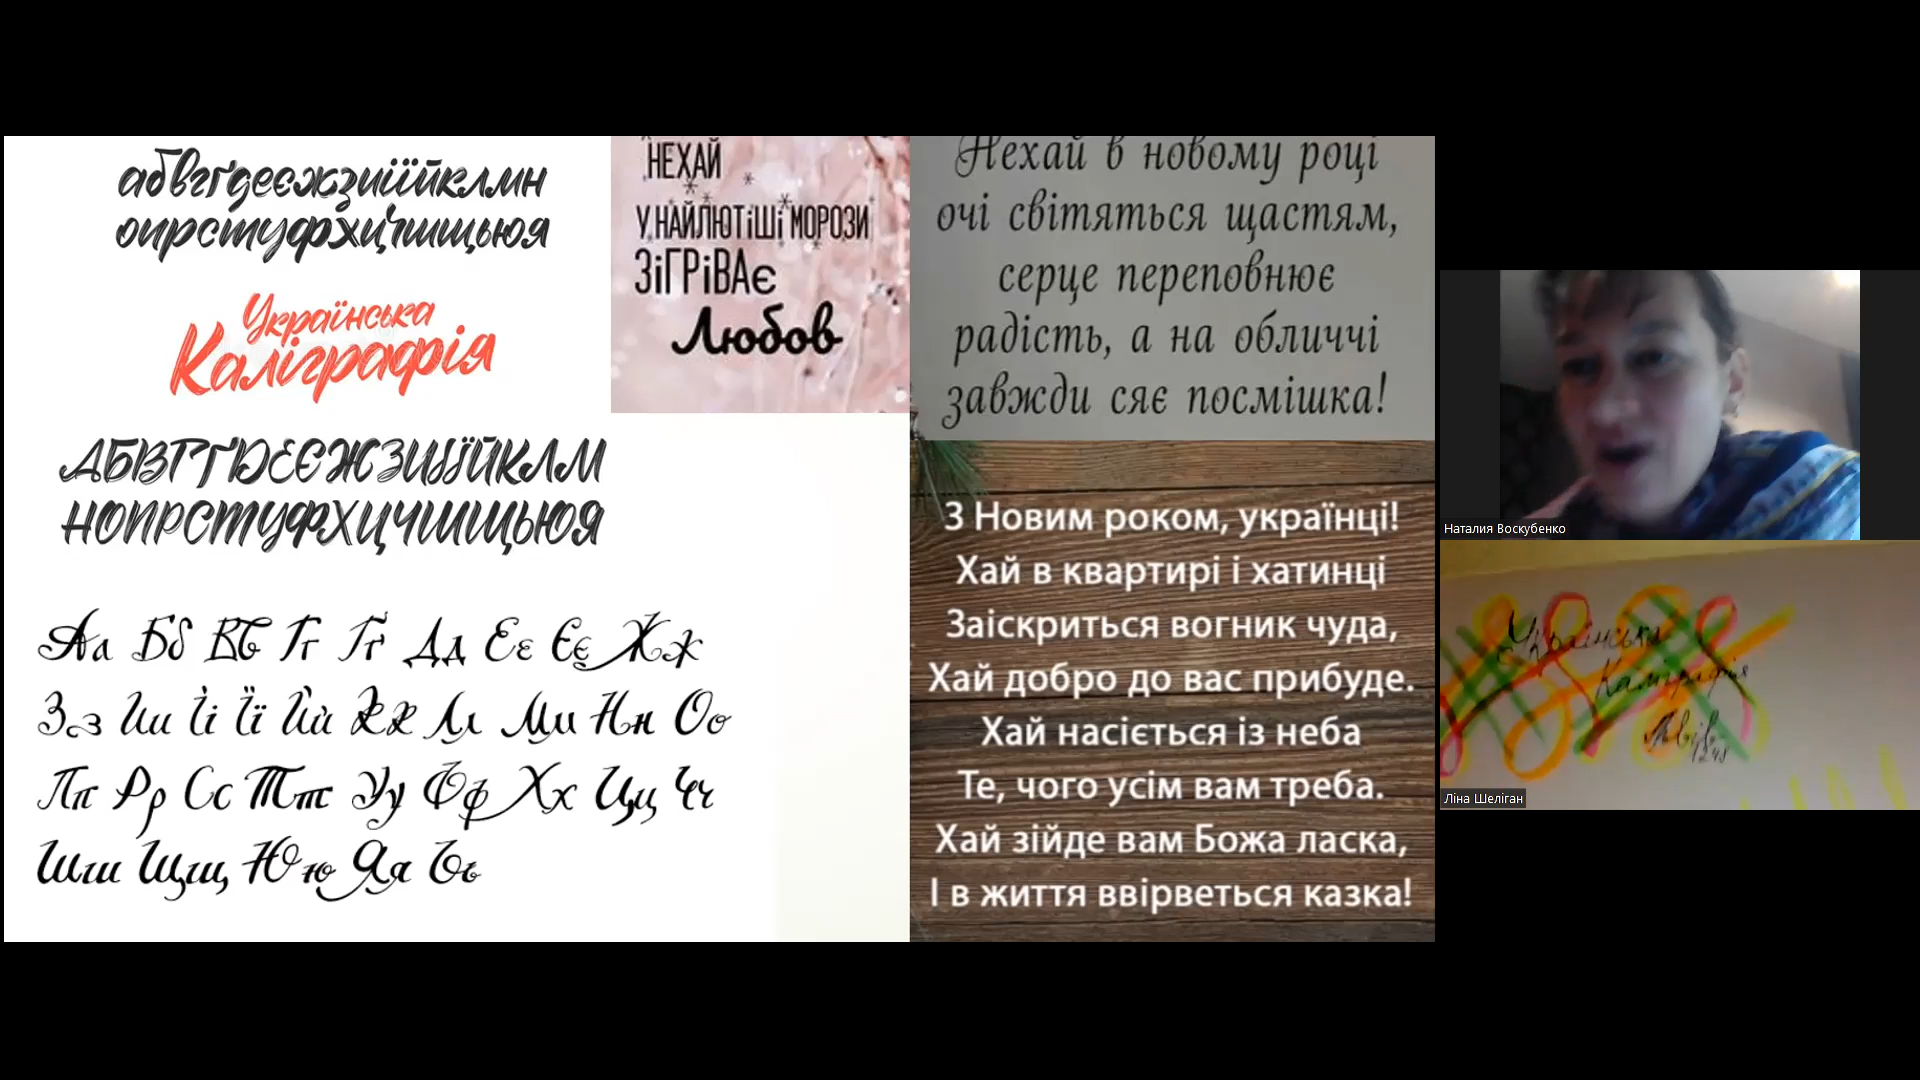 абвгґдеєжзиіїйклмн
опрстуфхцчшщьюя
Українська
Каліграфія
АБВГҐДЕЄЖЗИІЇЙКЛМ
НОПРСТУФХЦЧШЩЬЮЯ
Аа Бб Вв Гг Ґґ Дд Ее Єє Жж
Зз Ии Іі Її Йй Кк Лл Мм Нн Оо
Пп Рр Сс Тт Уу Фф Хх Цц Чч
Шш Щщ Юю Яя Ьь
НЕХАЙ
У НАЙЛЮТіШі МОРОЗИ
ЗіГРіВАє
Любов
Нехай в новому році
очі світяться щастям,
серце переповнює
радість, а на обличчі
завжди сяє посмішка!
З Новим роком, українці!
Хай в квартирі і хатинці
Заіскриться вогник чуда,
Хай добро до вас прибуде.
Хай насіється із неба
Те, чого усім вам треба.
Хай зійде вам Божа ласка,
І в життя ввірветься казка!
Наталия Воскубенко
Українська
Каліграфія
Львів
Ліна Шеліган